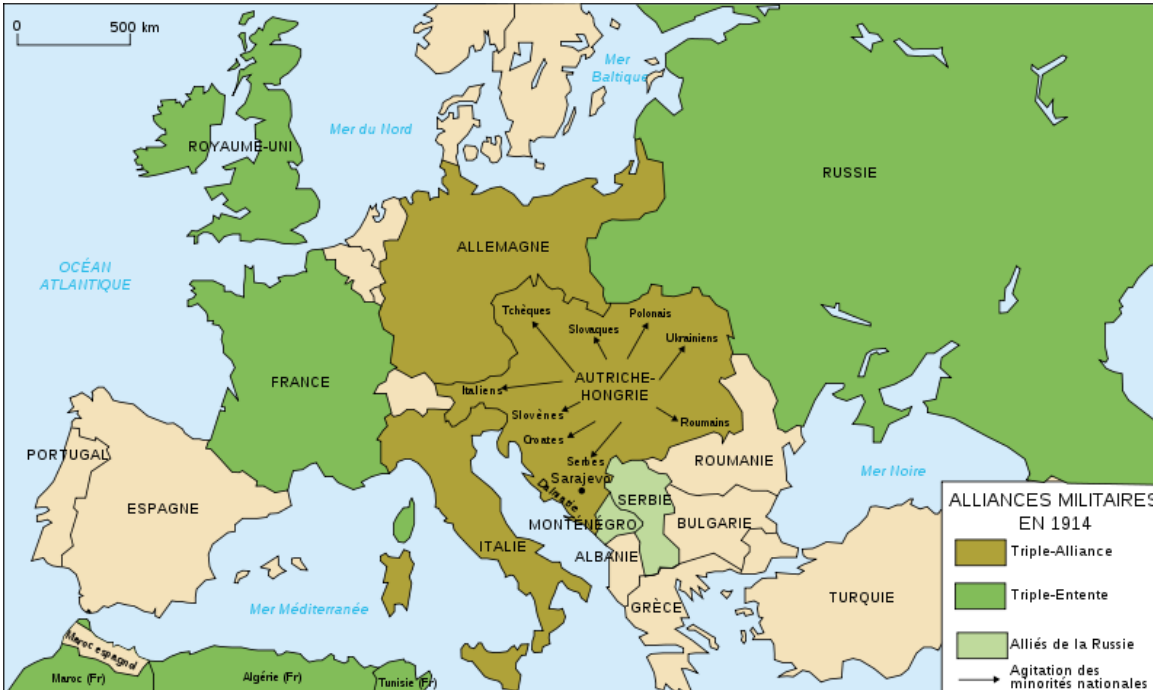 0 500 km
Mer
Baltique
Mer du Nord
ROYAUME-UNI
RUSSIE
OCÉAN
ATLANTIQUE
ALLEMAGNE
Tchèques
Slovaques
Polonais
Ukrainiens
AUTRICHE-
HONGRIE
FRANCE
Italiens
Slovènes
Croates
Serbes
Roumains
Sarajevo
Dalmatie
PORTUGAL
ESPAGNE
ITALIE
ROUMANIE
SERBIE
MONTÉNÉGRO
BULGARIE
ALBANIE
GRÈCE
Mer Noire
TURQUIE
Mer Méditerranée
Maroc espagnol
Maroc (Fr)
Algérie (Fr)
Tunisie (Fr)
ALLIANCES MILITAIRES
EN 1914
Triple-Alliance
Triple-Entente
Alliés de la Russie
Agitation des
minorités nationales